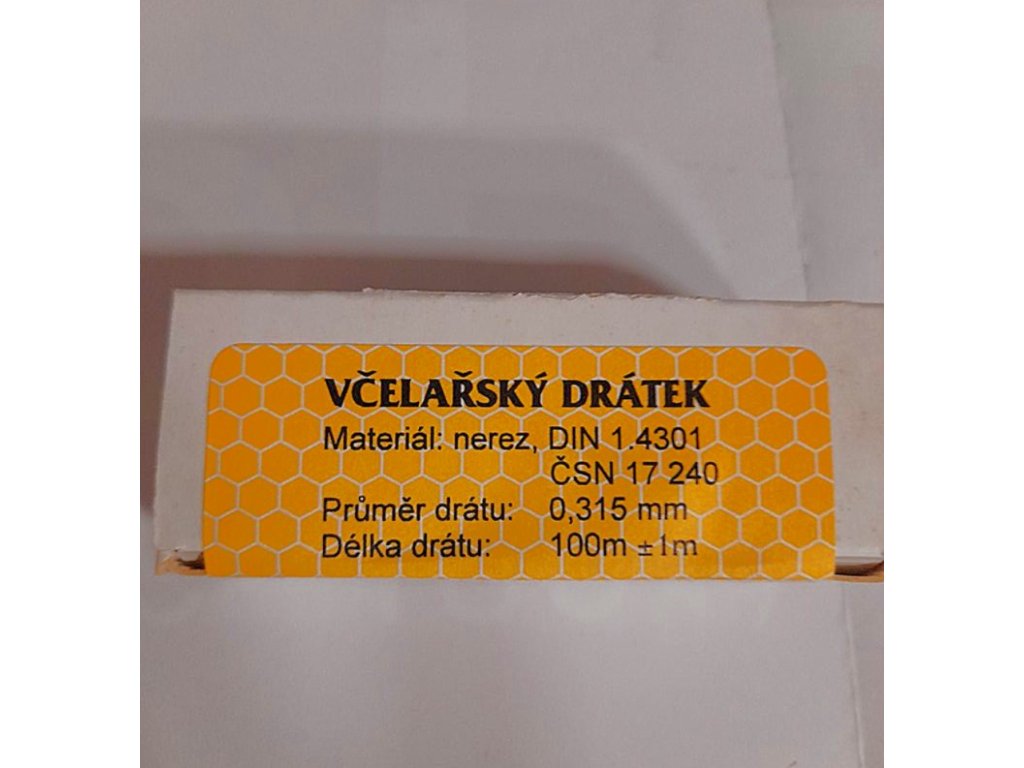 VČELAŘSKÝ DRÁTEK
Materiál: nerez, DIN 1.4301
ČSN 17 240
Průměr drátu: 0,315 mm
Délka drátu: 100m ±1m